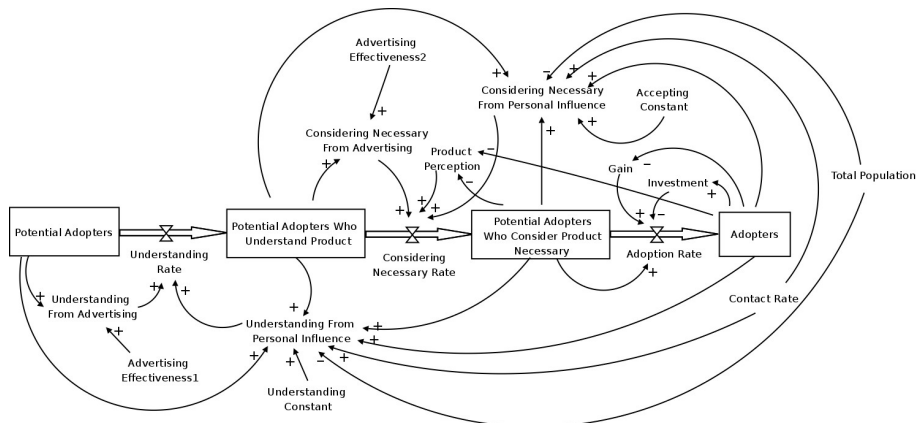 Advertising
Effectiveness2
Considering Necessary
From Personal Influence
Accepting
Constant
Considering Necessary
From Advertising
Product
Perception
Gain
Investment
Total Population
Potential Adopters
Potential Adopters Who
Understand Product
Potential Adopters
Who Consider Product
Necessary
Adopters
Understanding
Rate
Considering
Necessary Rate
Adoption Rate
Understanding
From Advertising
Contact Rate
Understanding From
Personal Influence
Advertising
Effectiveness1
Understanding
Constant